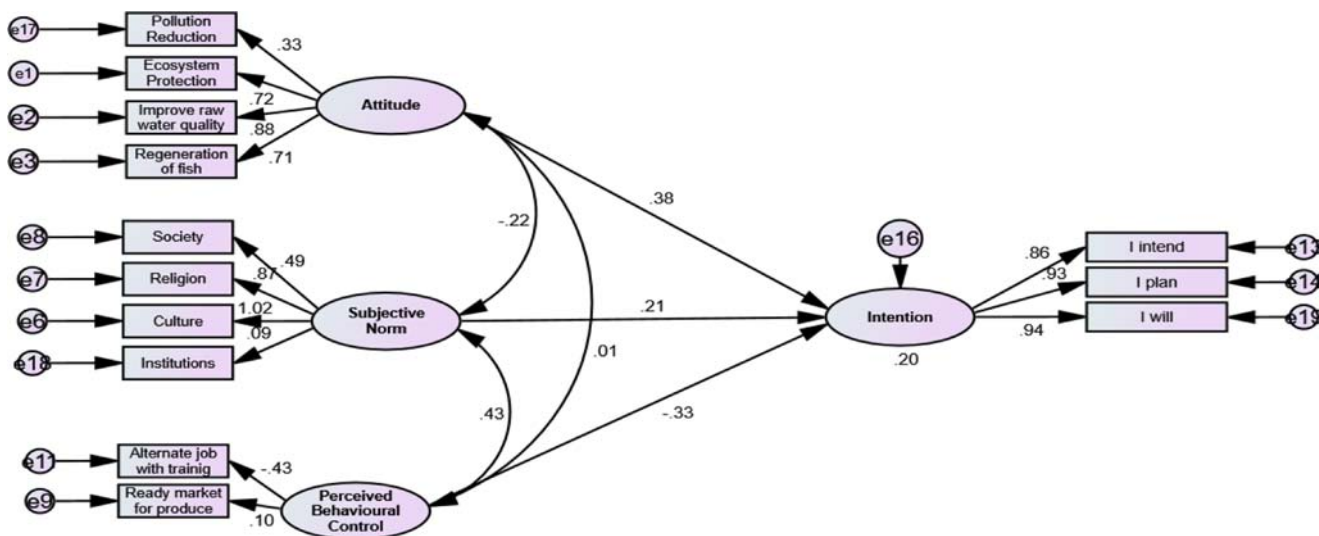 e17
Pollution
Reduction
.33
e1
Ecosystem
Protection
.72
e2
Improve raw
water quality
.88
e3
Regeneration
of fish
.71
Attitude
e8
Society
.49
e7
Religion
.87
e6
Culture
1.02
e18
Institutions
.09
Subjective
Norm
e11
Alternate job
with trainig
-.43
e9
Ready market
for produce
.10
Perceived
Behavioural
Control
-.22
.01
.43
.38
.21
-.33
e16
Intention
.20
.86
I intend
e13
.93
I plan
e14
.94
I will
e19